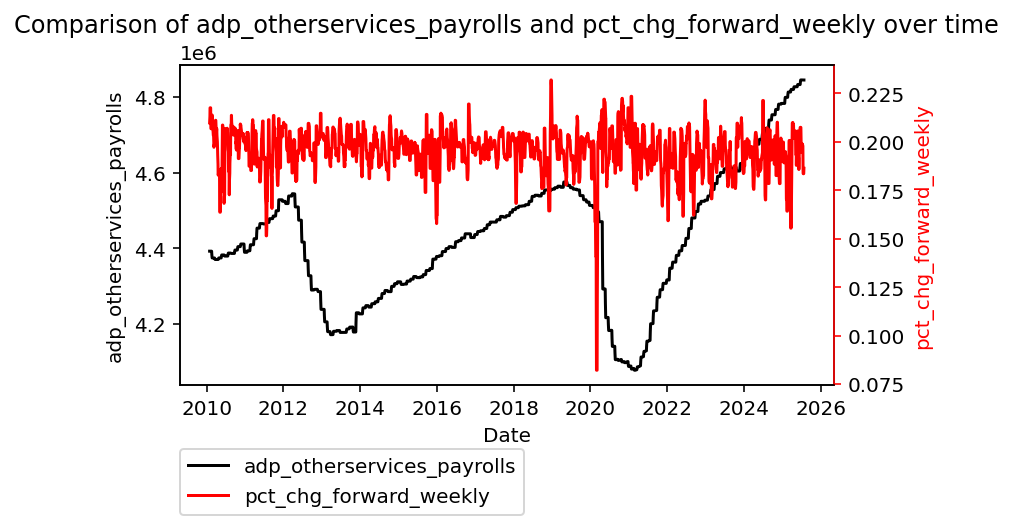 Comparison of adp_otherservices_payrolls and pct_chg_forward_weekly over time
1e6
4.8
4.6
4.4
4.2
adp_otherservices_payrolls
0.225
0.200
0.175
0.150
0.125
0.100
0.075
pct_chg_forward_weekly
2010 2012 2014 2016 2018 2020 2022 2024 2026
Date
adp_otherservices_payrolls
pct_chg_forward_weekly